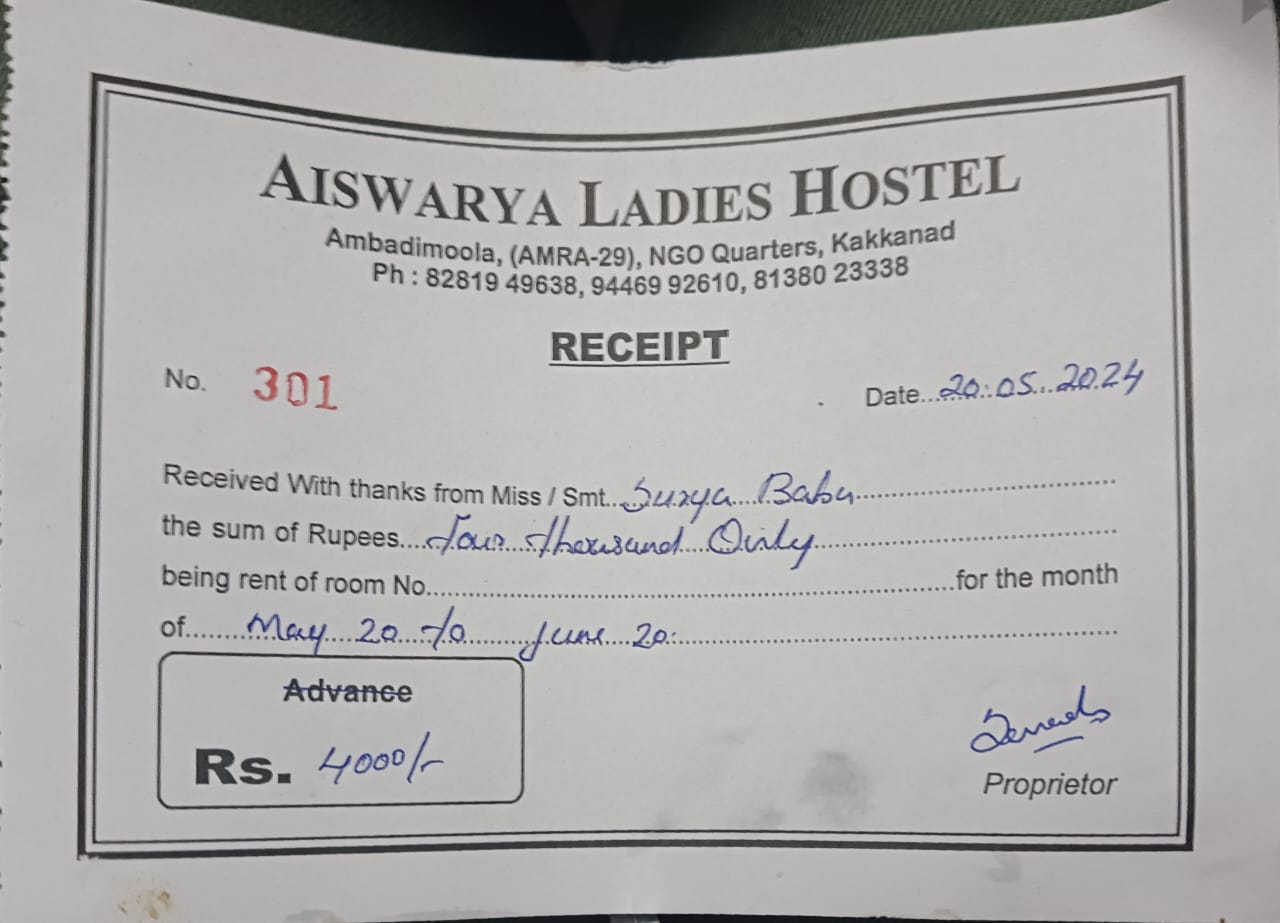 AISWARYA LADIES HOSTEL
Ambadimoola, (AMRA-29), NGO Quarters, Kakkanad
Ph : 82819 49638, 94469 92610, 81380 23338
RECEIPT
No. 301 Date...20.05...2024
Received With thanks from Miss / Smt...Surya Babu
the sum of Rupees....Four thousand Only
being rent of room No..........for the month
of........May 20 to June 20.
Advance
Rs. 4000/-
Proprietor